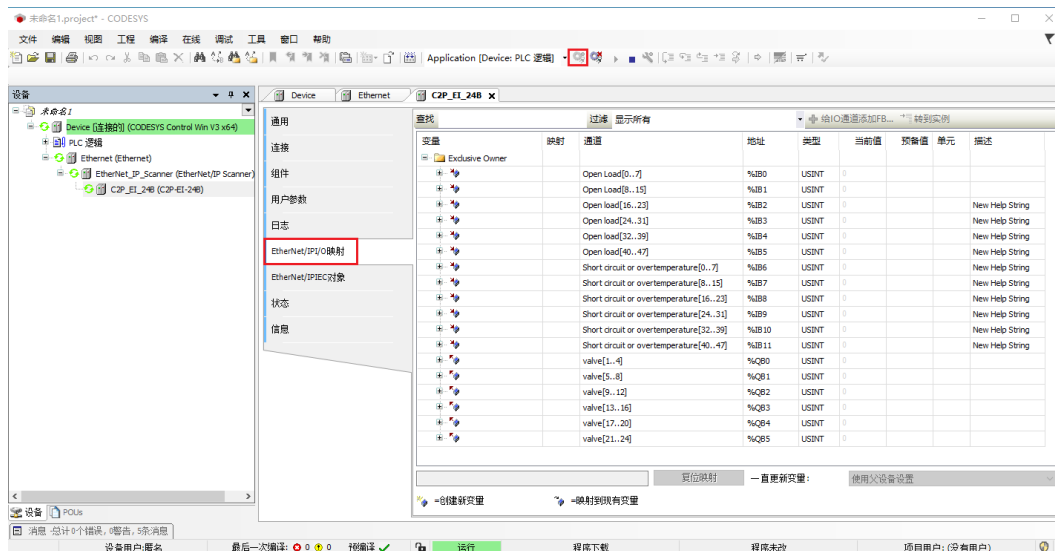 未命名1.project* - CODESYS
文件 编辑 视图 工程 编译 在线 调试 工具 窗口 帮助
Application [Device: PLC 逻辑]
设备
未命名1
Device [连接的] (CODESYS Control Win V3 x64)
PLC 逻辑
Ethernet (Ethernet)
EtherNet_IP_Scanner (EtherNet/IP Scanner)
C2P_EI_24B (C2P-EI-24B)
设备 POUs
Device Ethernet C2P_EI_24B
通用
连接
组件
用户参数
日志
EtherNet/IPI/O映射
EtherNet/IPIEC对象
状态
信息
查找 过滤 显示所有 给IO通道添加FB... 转到实例
变量 映射 通道 地址 类型 当前值 预备值 单元 描述
Exclusive Owner
Open Load[0..7] %IB0 USINT 0
Open Load[8..15] %IB1 USINT 0
Open load[16..23] %IB2 USINT 0 New Help String
Open load[24..31] %IB3 USINT 0 New Help String
Open load[32..39] %IB4 USINT 0 New Help String
Open load[40..47] %IB5 USINT 0 New Help String
Short circuit or overtemperature[0..7] %IB6 USINT 0 New Help String
Short circuit or overtemperature[8..15] %IB7 USINT 0 New Help String
Short circuit or overtemperature[16..23] %IB8 USINT 0 New Help String
Short circuit or overtemperature[24..31] %IB9 USINT 0 New Help String
Short circuit or overtemperature[32..39] %IB10 USINT 0 New Help String
Short circuit or overtemperature[40..47] %IB11 USINT 0 New Help String
valve[1..4] %QB0 USINT 0
valve[5..8] %QB1 USINT 0
valve[9..12] %QB2 USINT 0
valve[13..16] %QB3 USINT 0
valve[17..20] %QB4 USINT 0
valve[21..24] %QB5 USINT 0
复位映射 一直更新变量: 使用父设备设置
=创建新变量 =映射到现有变量
消息 -总计0个错误, 0警告, 5条消息
设备用户:匿名 最后一次编译: 0 0 预编译 运行 程序下载 程序未改 项目用户: (没有用户)